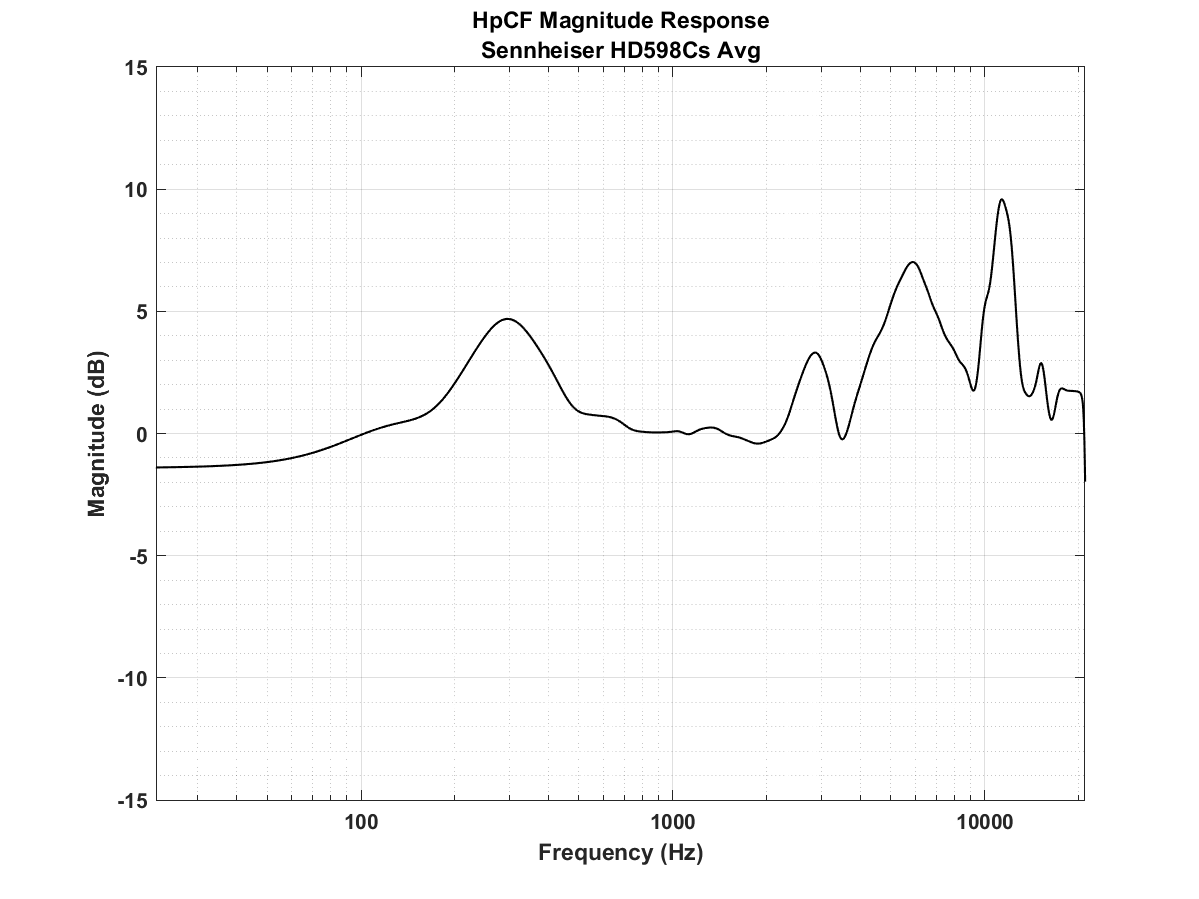 HpCF Magnitude Response
Sennheiser HD598Cs Avg
15
10
5
0
-5
-10
-15
Magnitude (dB)
100
1000
10000
Frequency (Hz)